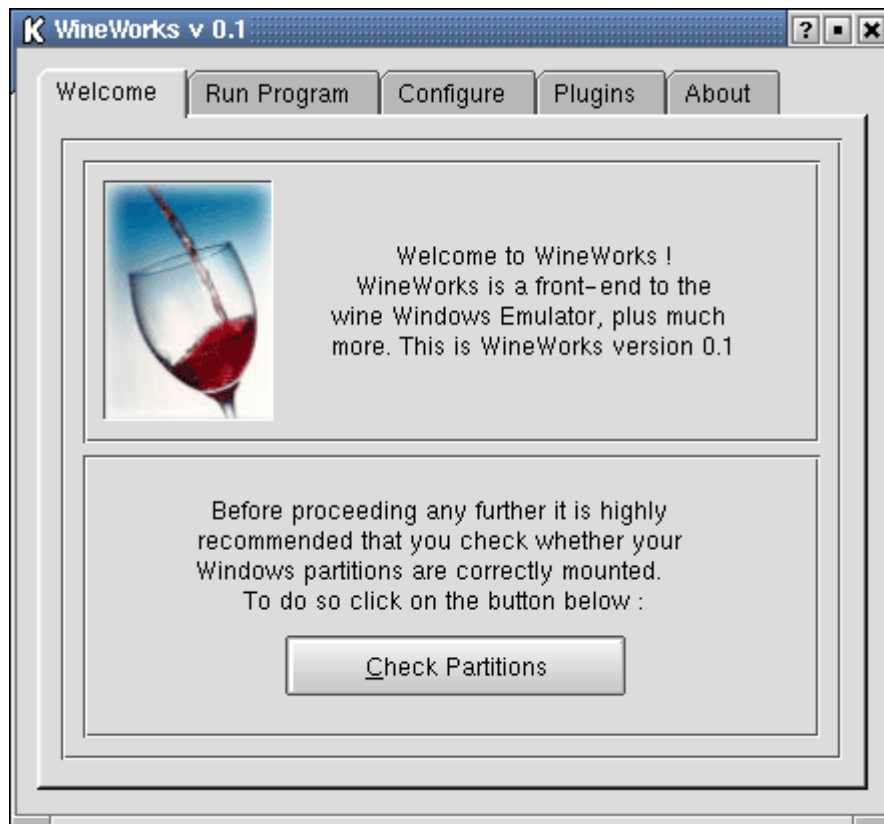 WineWorks v 0.1
Welcome
Run Program
Configure
Plugins
About
Welcome to WineWorks !
WineWorks is a front-end to the
wine Windows Emulator, plus much
more. This is WineWorks version 0.1
Before proceeding any further it is highly
recommended that you check whether your
Windows partitions are correctly mounted.
To do so click on the button below :
Check Partitions